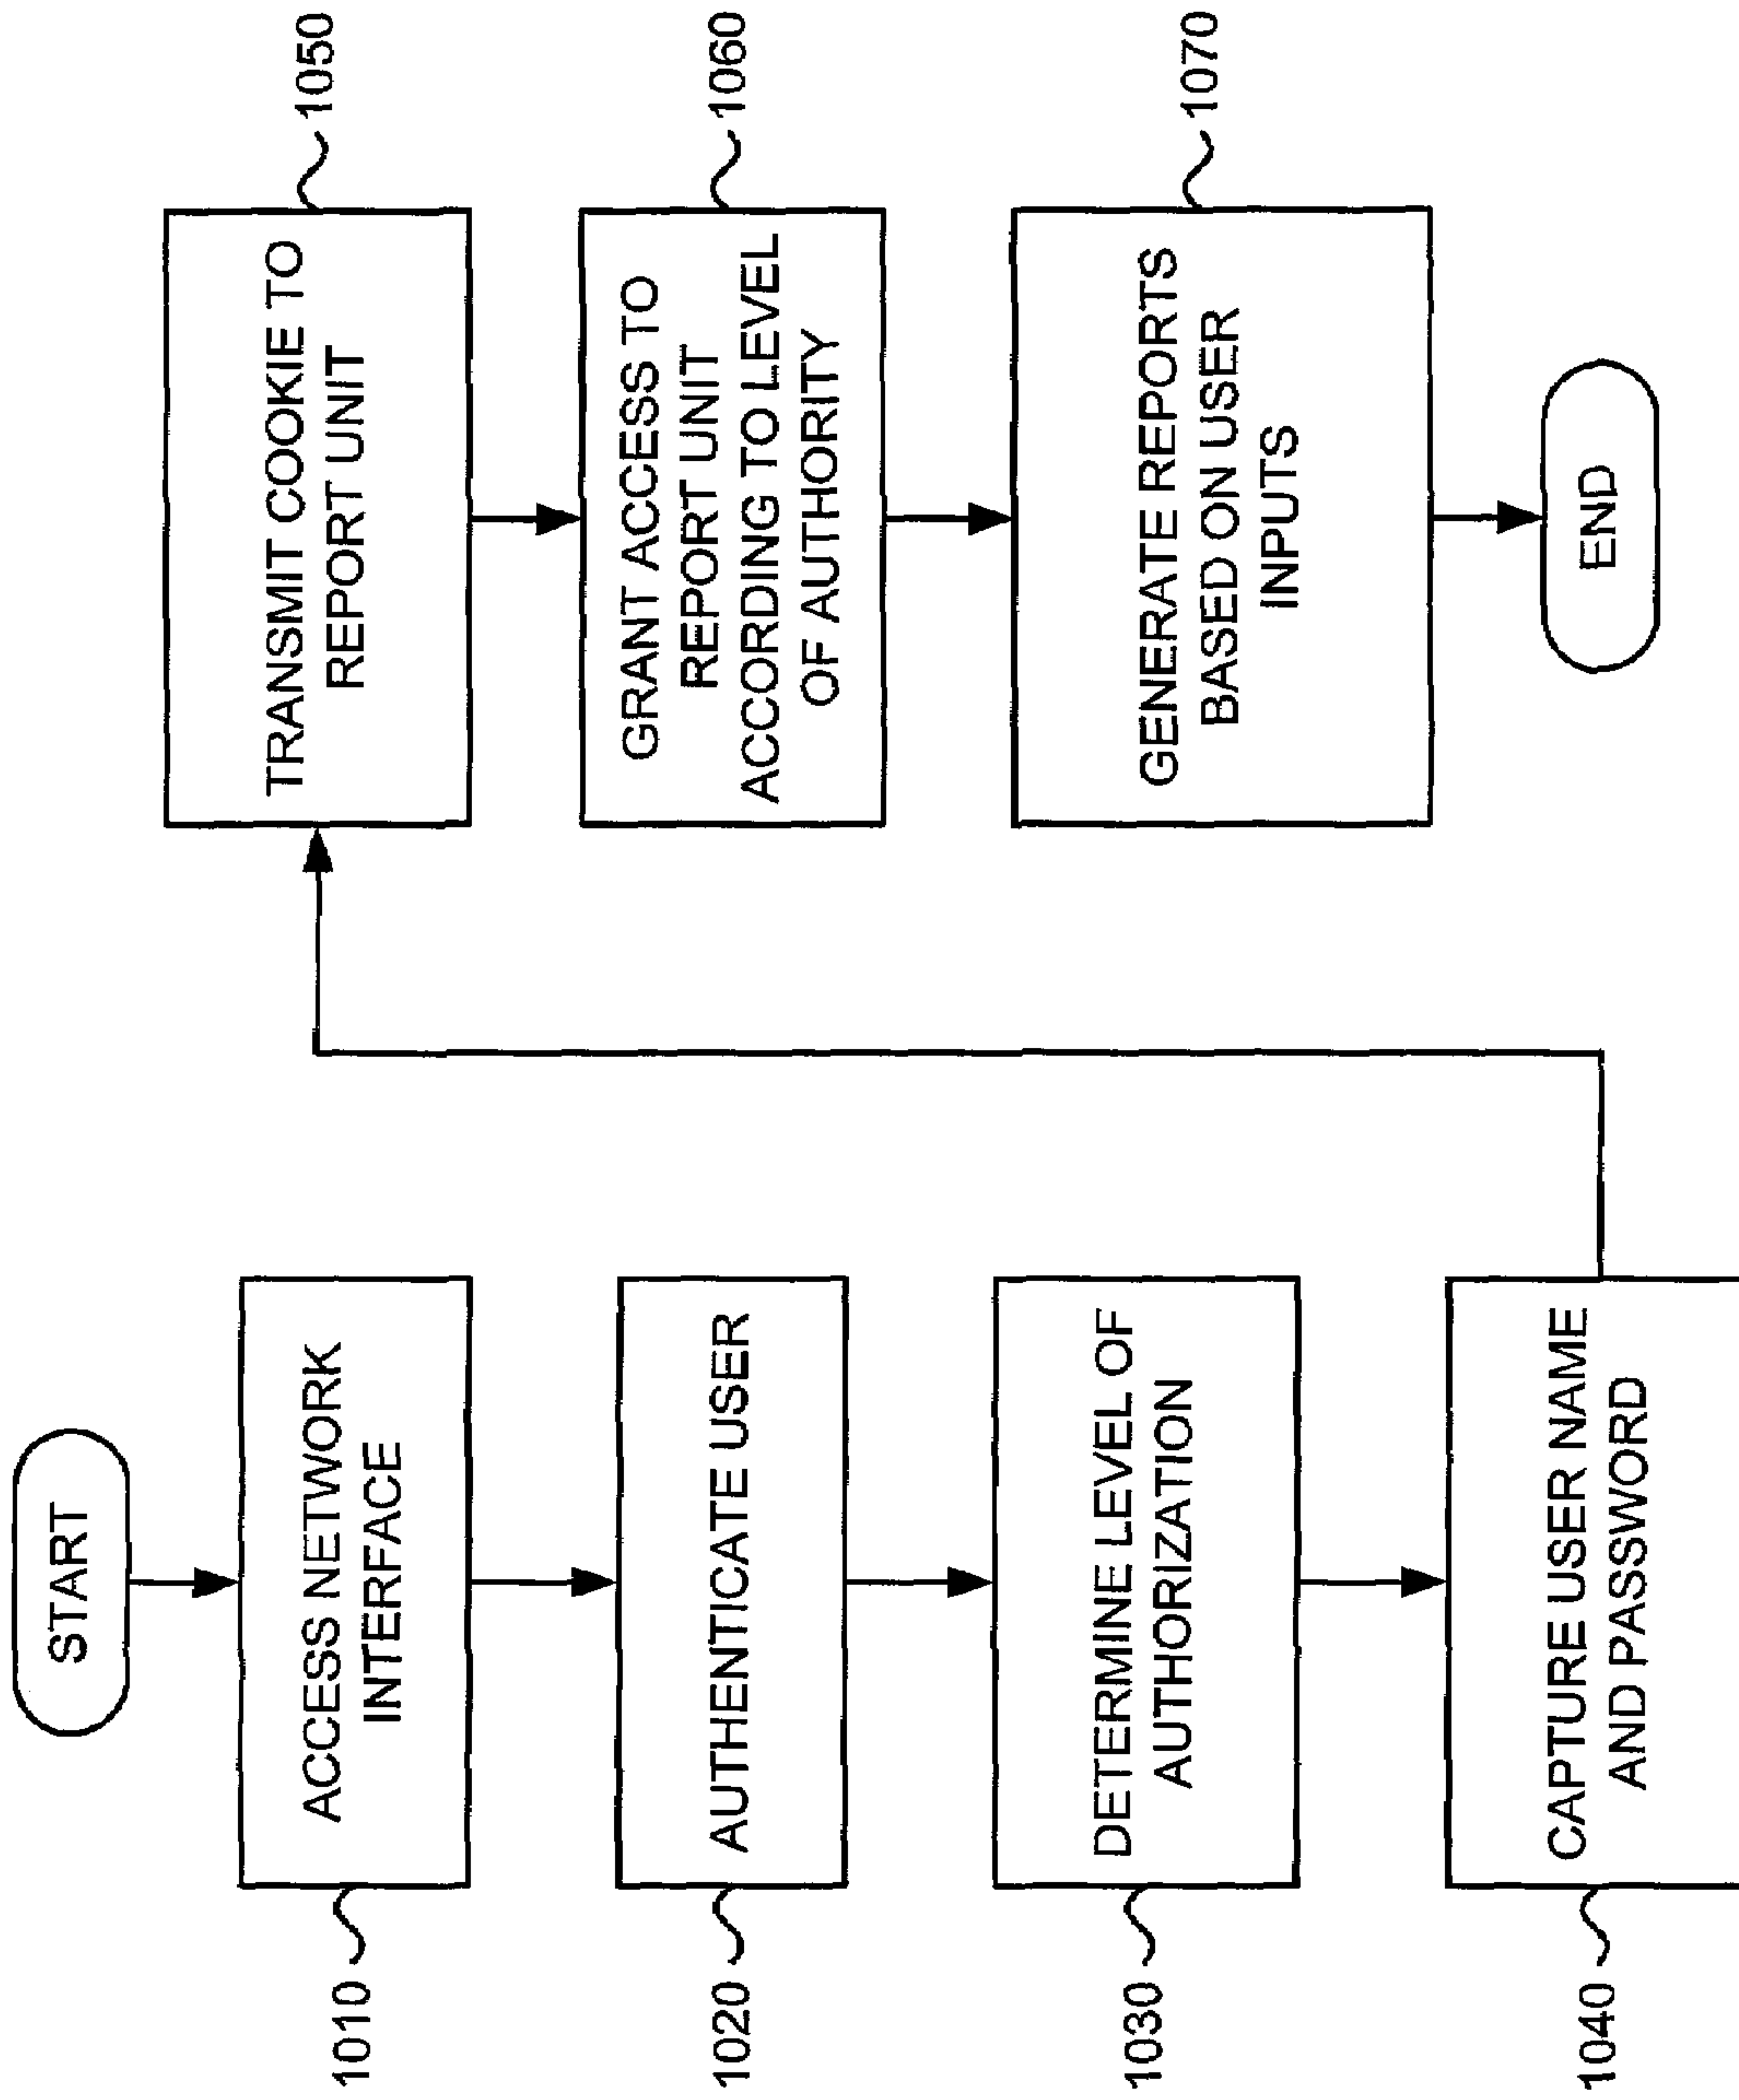 START
1010
ACCESS NETWORK
INTERFACE
1020
AUTHENTICATE USER
1030
DETERMINE LEVEL OF
AUTHORIZATION
1040
CAPTURE USER NAME
AND PASSWORD
TRANSMIT COOKIE TO
REPORT UNIT
1050
GRANT ACCESS TO
REPORT UNIT
ACCORDING TO LEVEL
OF AUTHORITY
1060
GENERATE REPORTS
BASED ON USER
INPUTS
1070
END